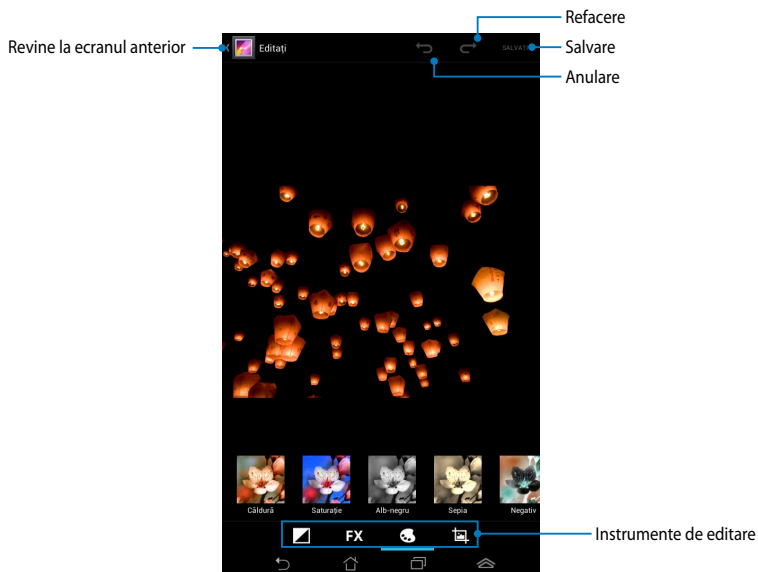 Refacere
Revine la ecranul anterior
Editați
SALVAȚI
Salvare
Anulare
Căldură
Saturație
Alb-negru
Sepia
Negativ
FX
Instrumente de editare